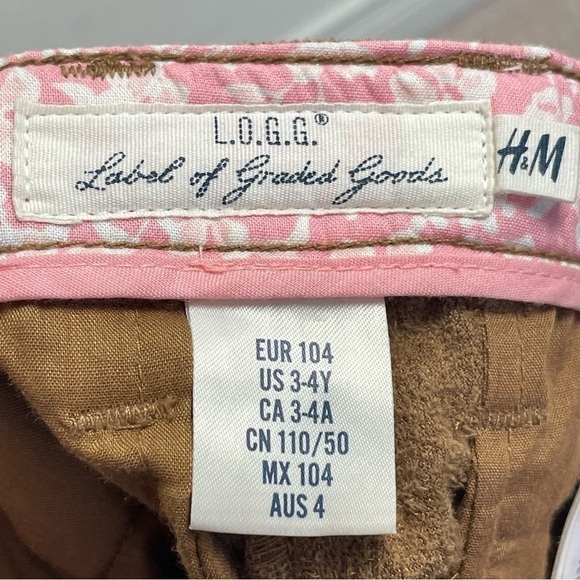 L.O.G.G.®
Label of Graded Goods
H&M
EUR 104
US 3-4Y
CA 3-4A
CN 110/50
MX 104
AUS 4